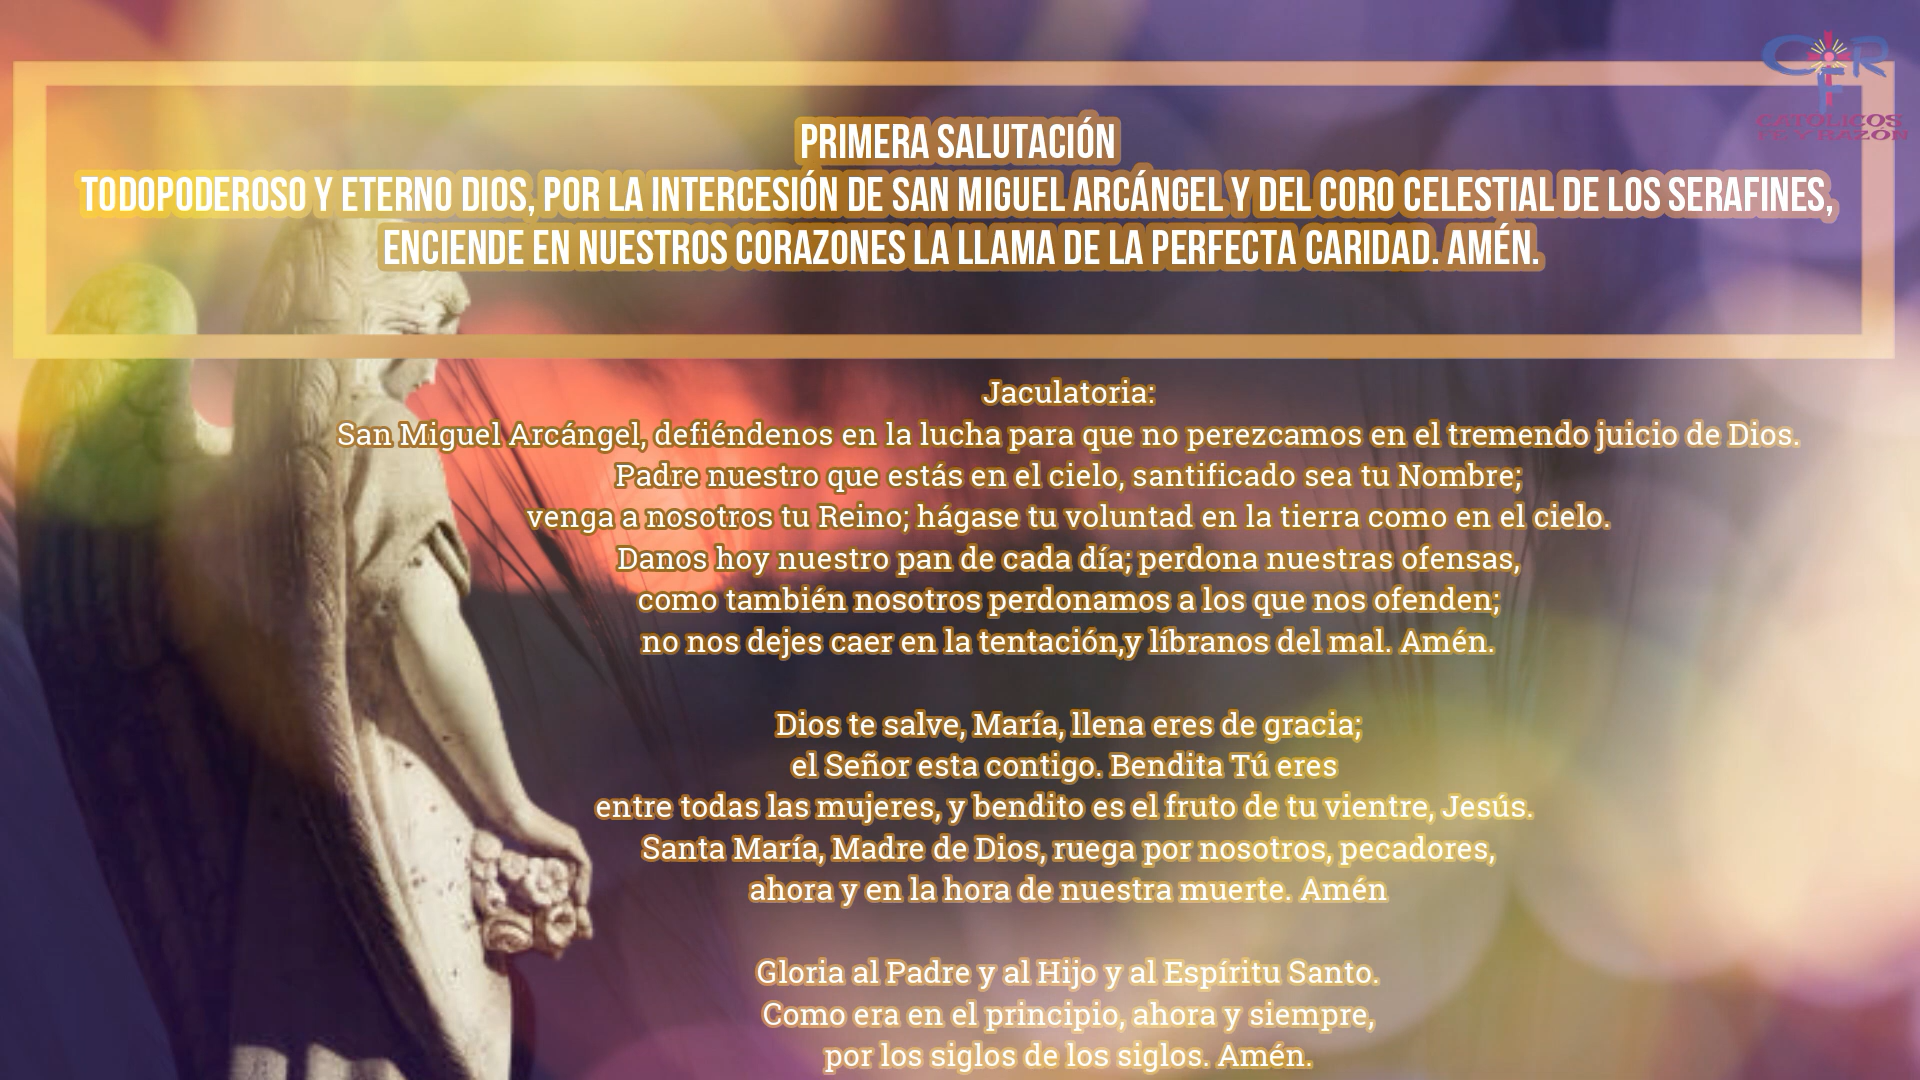 CFR
CATÓLICOS
FE Y RAZÓN
PRIMERA SALUTACIÓN
TODOPODEROSO Y ETERNO DIOS, POR LA INTERCESIÓN DE SAN MIGUEL ARCÁNGEL Y DEL CORO CELESTIAL DE LOS SERAFINES,
ENCIENDE EN NUESTROS CORAZONES LA LLAMA DE LA PERFECTA CARIDAD. AMÉN.
Jaculatoria:
San Miguel Arcángel, defiéndenos en la lucha para que no perezcamos en el tremendo juicio de Dios.
Padre nuestro que estás en el cielo, santificado sea tu Nombre;
venga a nosotros tu Reino; hágase tu voluntad en la tierra como en el cielo.
Danos hoy nuestro pan de cada día; perdona nuestras ofensas,
como también nosotros perdonamos a los que nos ofenden;
no nos dejes caer en la tentación,y líbranos del mal. Amén.
Dios te salve, María, llena eres de gracia;
el Señor esta contigo. Bendita Tú eres
entre todas las mujeres, y bendito es el fruto de tu vientre, Jesús.
Santa María, Madre de Dios, ruega por nosotros, pecadores,
ahora y en la hora de nuestra muerte. Amén
Gloria al Padre y al Hijo y al Espíritu Santo.
Como era en el principio, ahora y siempre,
por los siglos de los siglos. Amén.